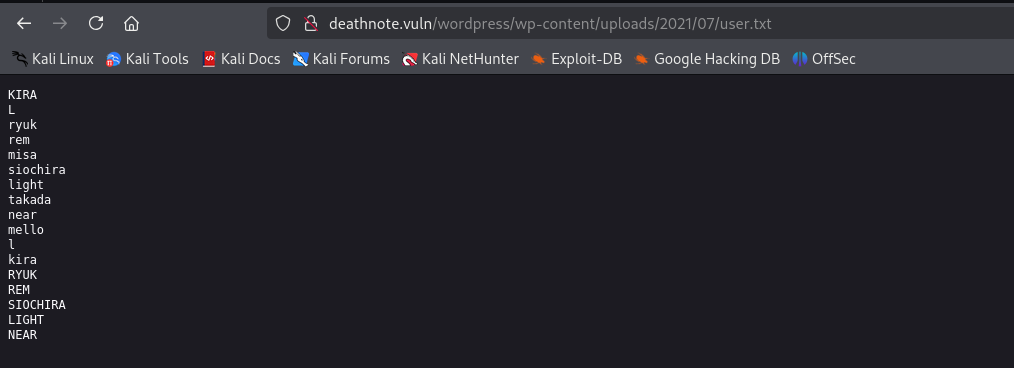 deathnote.vuln/wordpress/wp-content/uploads/2021/07/user.txt
Kali Linux Kali Tools Kali Docs Kali Forums Kali NetHunter Exploit-DB Google Hacking DB OffSec
KIRA
L
ryuk
rem
misa
siochira
light
takada
near
mello
l
kira
RYUK
REM
SIOCHIRA
LIGHT
NEAR